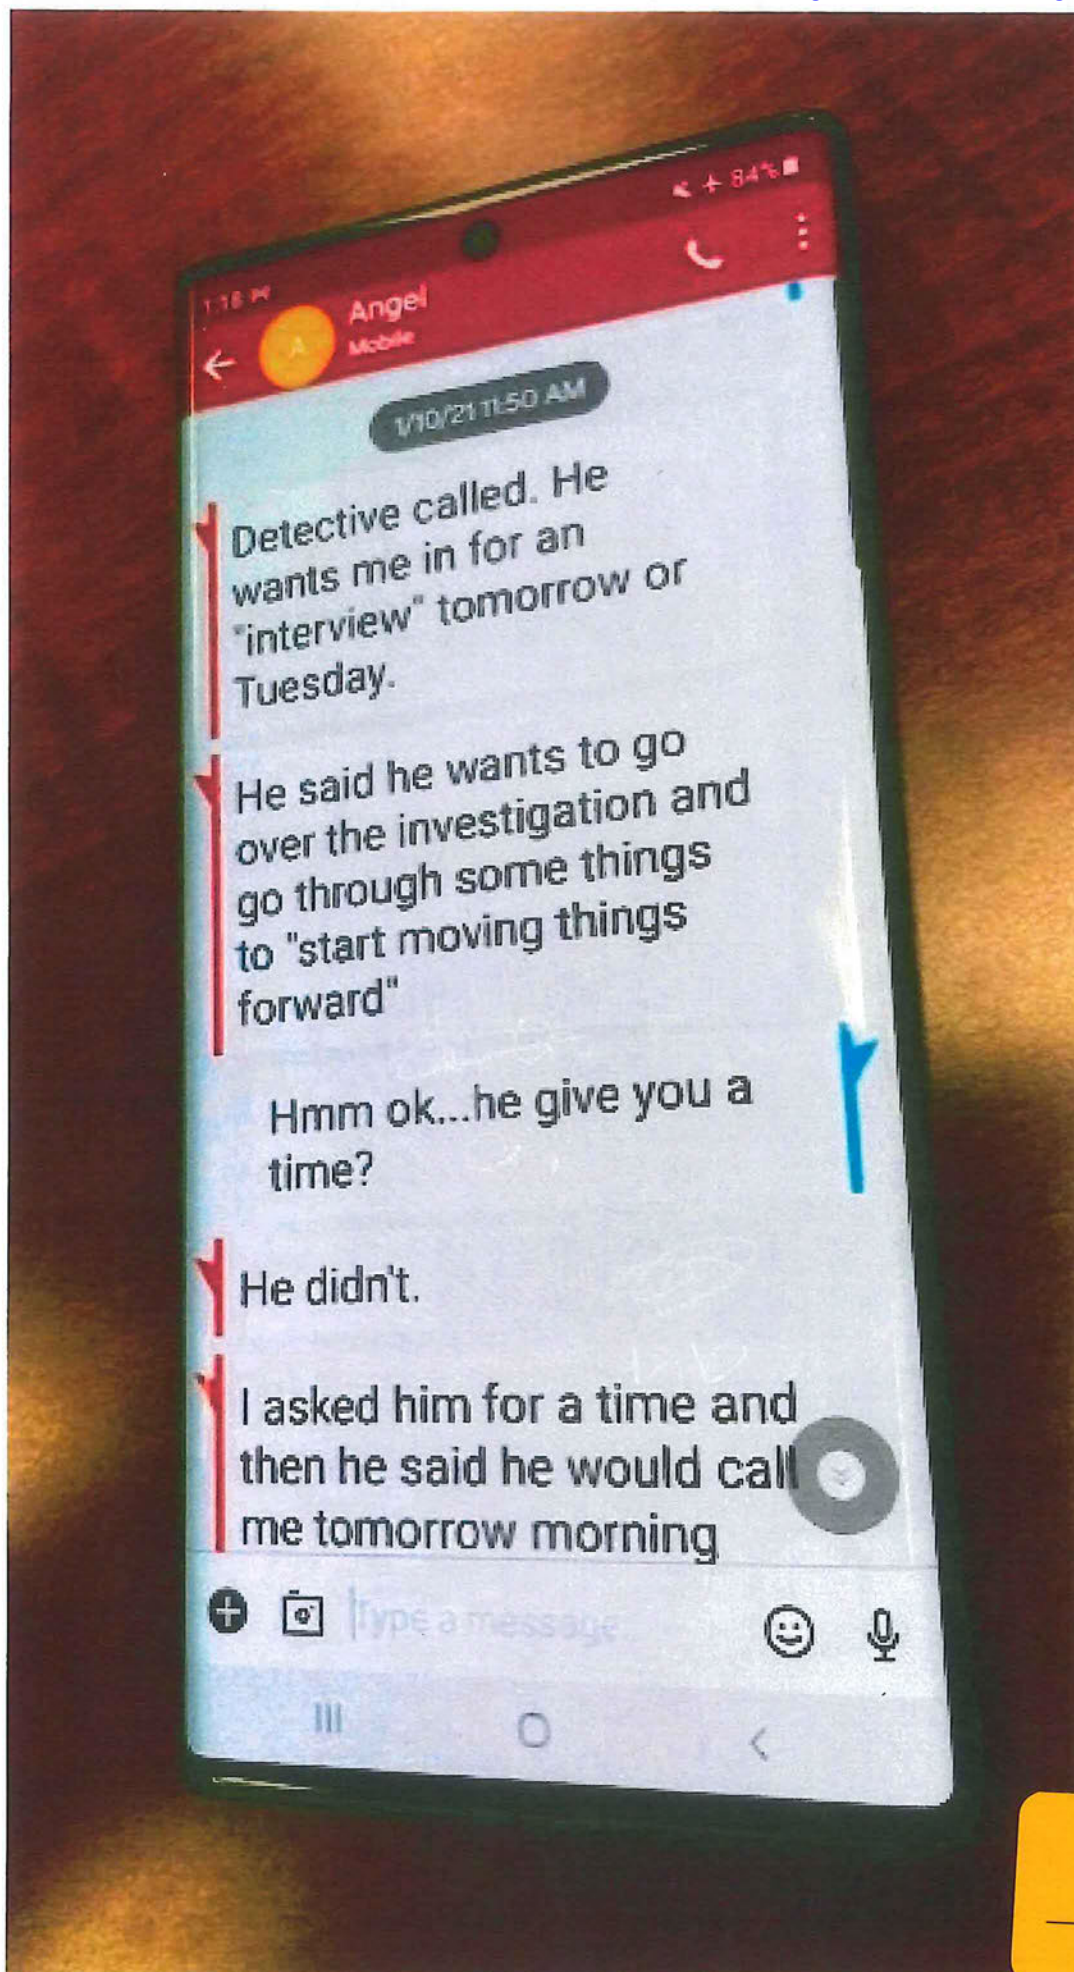 84%
1:18 PM
Angel
A
Mobile
1/10/21 11:50 AM
Detective called. He
wants me in for an
"interview" tomorrow or
Tuesday.
He said he wants to go
over the investigation and
go through some things
to "start moving things
forward"
Hmm ok...he give you a
time?
He didn't.
I asked him for a time and
then he said he would call
me tomorrow morning
Type a message